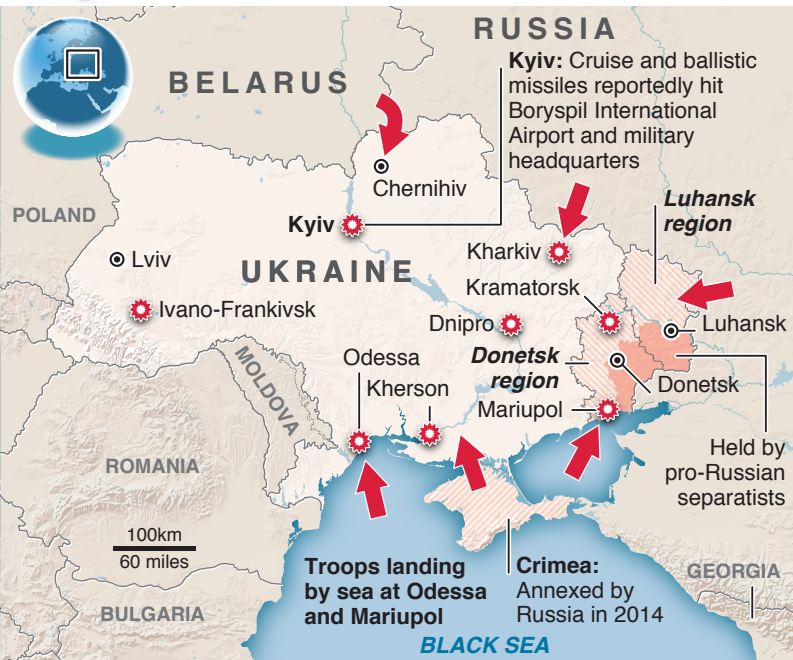 RUSSIA
BELARUS
Kyiv: Cruise and ballistic
missiles reportedly hit
Boryspil International
Airport and military
headquarters
Chernihiv
POLAND
Luhansk
region
Kyiv
Kharkiv
Lviv
UKRAINE
Kramatorsk
Ivano-Frankivsk
Dnipro
Luhansk
Odessa
Donetsk
region
MOLDOVA
Kherson
Donetsk
Mariupol
Held by
pro-Russian
separatists
ROMANIA
100km
60 miles
Troops landing
by sea at Odessa
and Mariupol
Crimea:
Annexed by
Russia in 2014
GEORGIA
BULGARIA
BLACK SEA